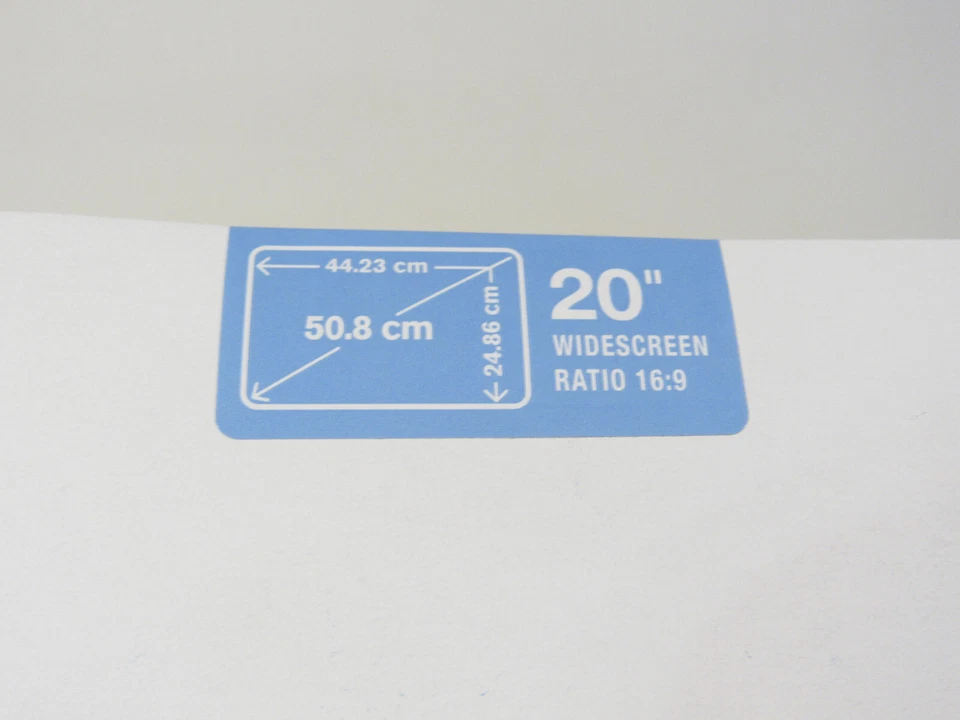 44.23 cm
50.8 cm
24.86 cm
20"
WIDESCREEN
RATIO 16:9